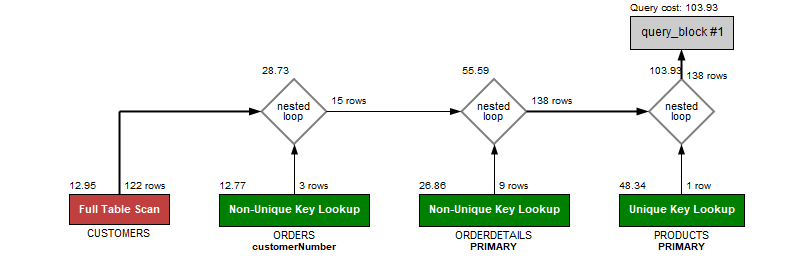 Query cost: 103.93
query_block #1
28.73
55.59
103.93
138 rows
nested
loop
15 rows
nested
loop
138 rows
nested
loop
12.95
122 rows
12.77
3 rows
26.86
9 rows
48.34
1 row
Full Table Scan
Non-Unique Key Lookup
Non-Unique Key Lookup
Unique Key Lookup
CUSTOMERS
ORDERS
customerNumber
ORDERDETAILS
PRIMARY
PRODUCTS
PRIMARY